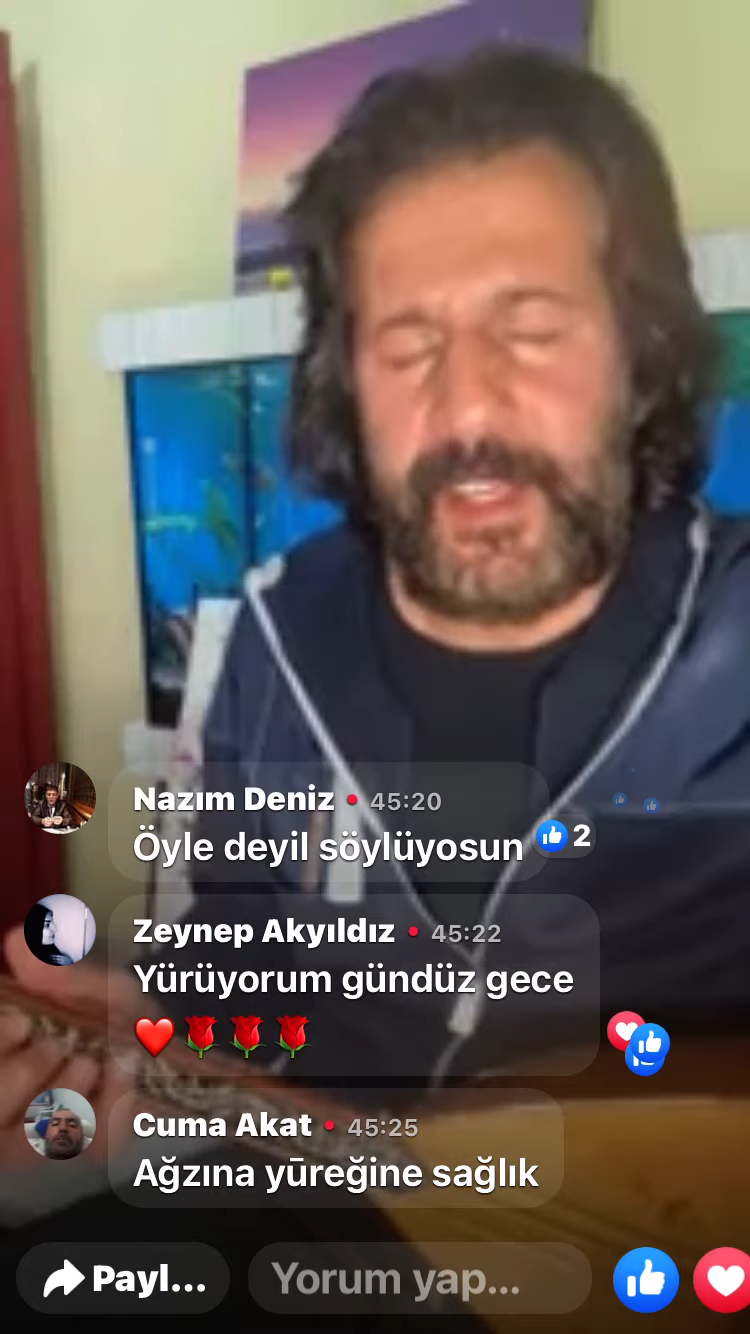 Nazım Deniz • 45:20
Öyle deyil söylüyosun
2
Zeynep Akyıldız • 45:22
Yürüyorum gündüz gece
❤️🌹🌹🌹
Cuma Akat • 45:25
Ağzına yūreğine sağlık
Payl...
Yorum yap...